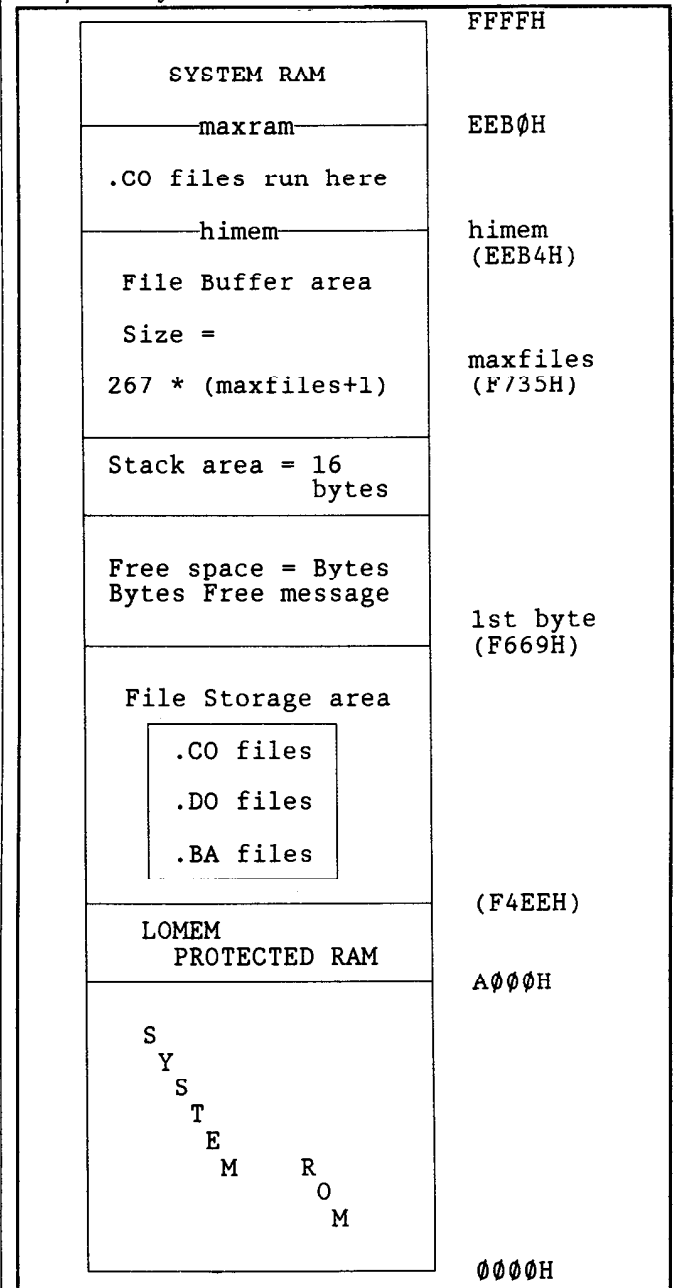 FFFFH
SYSTEM RAM
maxram EEBØH
.CO files run here
himem himem
(EEB4H)
File Buffer area
Size =
maxfiles
267 * (maxfiles+1) (F735H)
Stack area = 16
bytes
Free space = Bytes
Bytes Free message
1st byte
(F669H)
File Storage area
.CO files
.DO files
.BA files
(F4EEH)
LOMEM
PROTECTED RAM
AØØØH
S
Y
S
T
E
M R
O
M
ØØØØH